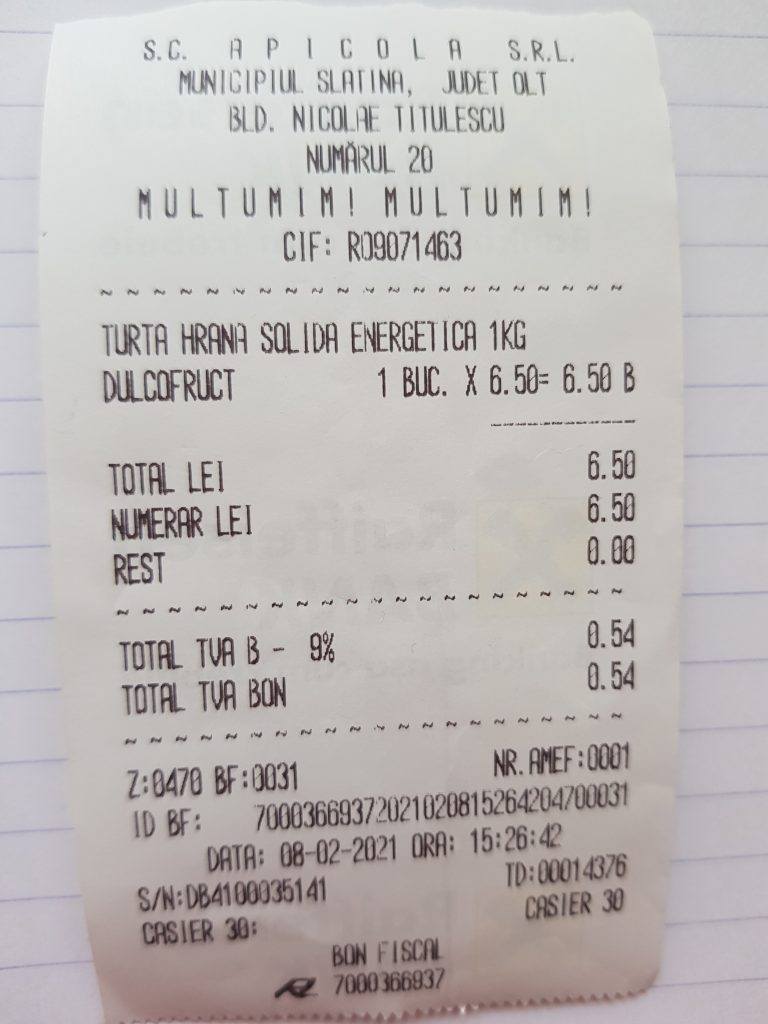 S.C. A P I C O L A S.R.L.
MUNICIPIUL SLATINA, JUDET OLT
BLD. NICOLAE TITULESCU
NUMĂRUL 20
M U L T U M I M ! M U L T U M I M !
CIF: RO9071463
~ ~ ~ ~ ~ ~ ~ ~ ~ ~ ~ ~ ~ ~ ~ ~ ~ ~ ~ ~
TURTA HRANA SOLIDA ENERGETICA 1KG
DULCOFRUCT 1 BUC. X 6.50= 6.50 B
TOTAL LEI 6.50
NUMERAR LEI 6.50
REST 0.00
~ ~ ~ ~ ~ ~ ~ ~ ~ ~ ~ ~ ~ ~ ~ ~ ~ ~ ~ ~
TOTAL TVA B - 9% 0.54
TOTAL TVA BON 0.54
~ ~ ~ ~ ~ ~ ~ ~ ~ ~ ~ ~ ~ ~ ~ ~ ~ ~ ~ ~
Z:0470 BF:0031 NR.AMEF:0001
ID BF: 70003669372021020815264204700031
DATA: 08-02-2021 ORA: 15:26:42
S/N:DB4100035141 TD:00014376
CASIER 30: CASIER 30
BON FISCAL
7000366937